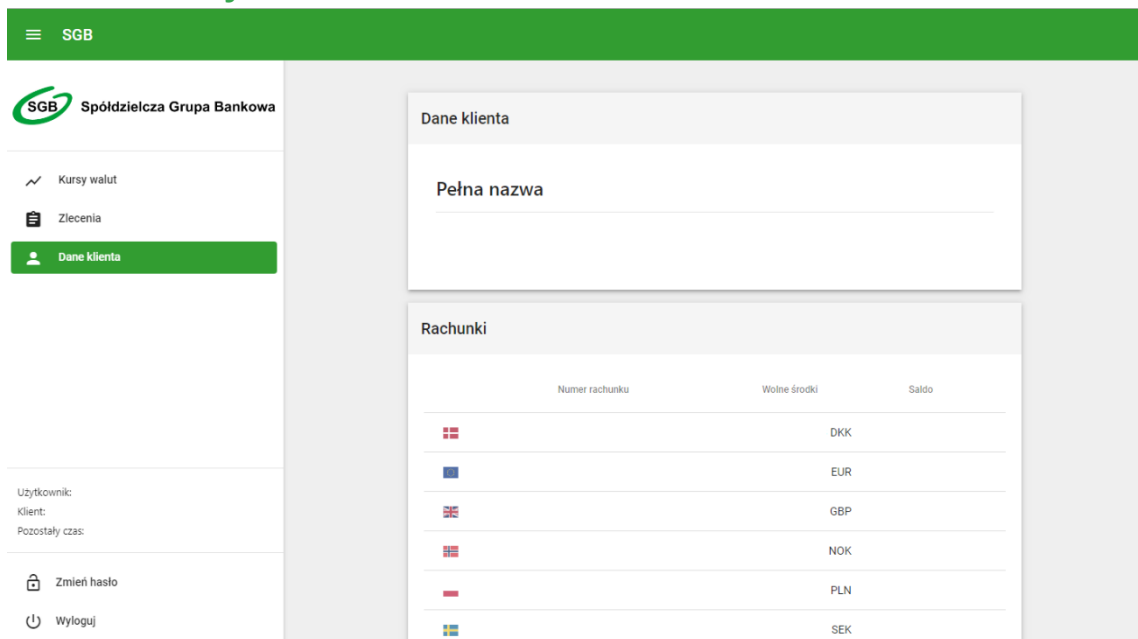 SGB
SGB Spółdzielcza Grupa Bankowa
Kursy walut
Zlecenia
Dane klienta
Użytkownik:
Klient:
Pozostały czas:
Zmień hasło
Wyloguj
Dane klienta
Pełna nazwa
Rachunki
Numer rachunku Wolne środki Saldo
DKK
EUR
GBP
NOK
PLN
SEK